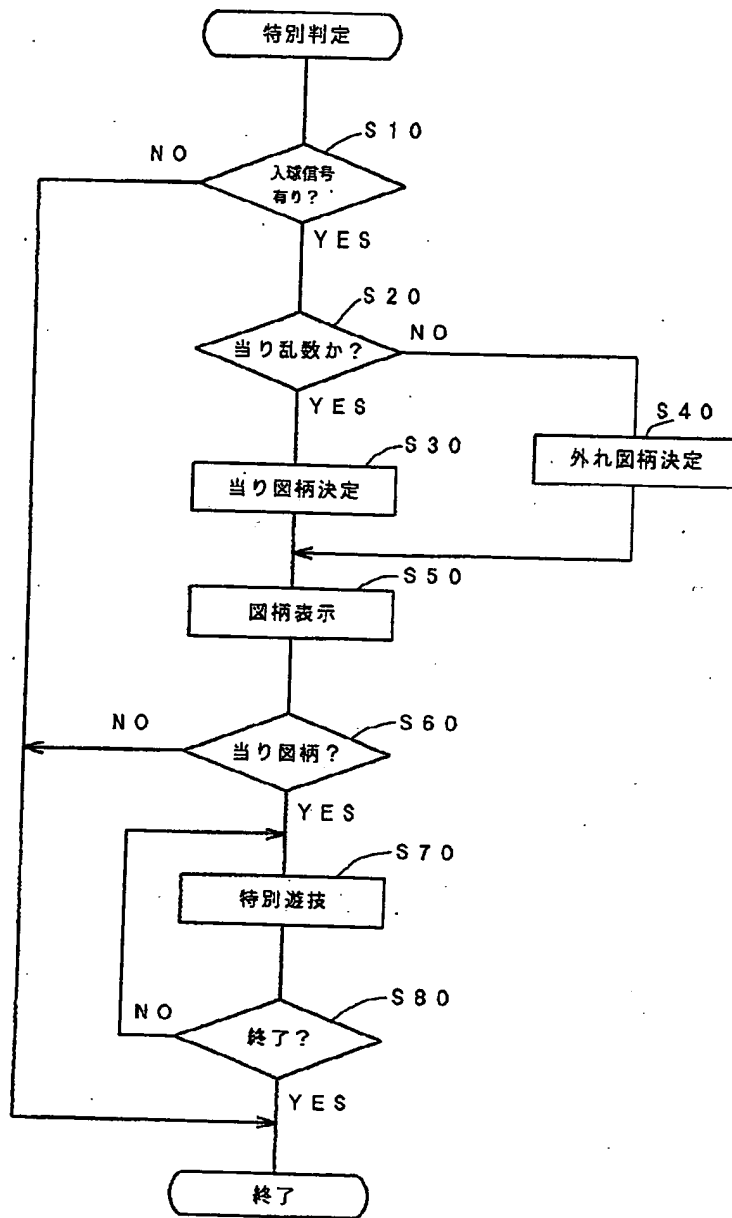 特別判定
S10
NO
入球信号
有り？
YES
S20
当り乱数か？
NO
YES
S30
当り図柄決定
S40
外れ図柄決定
S50
図柄表示
S60
NO
当り図柄？
YES
S70
特別遊技
S80
NO
終了？
YES
終了